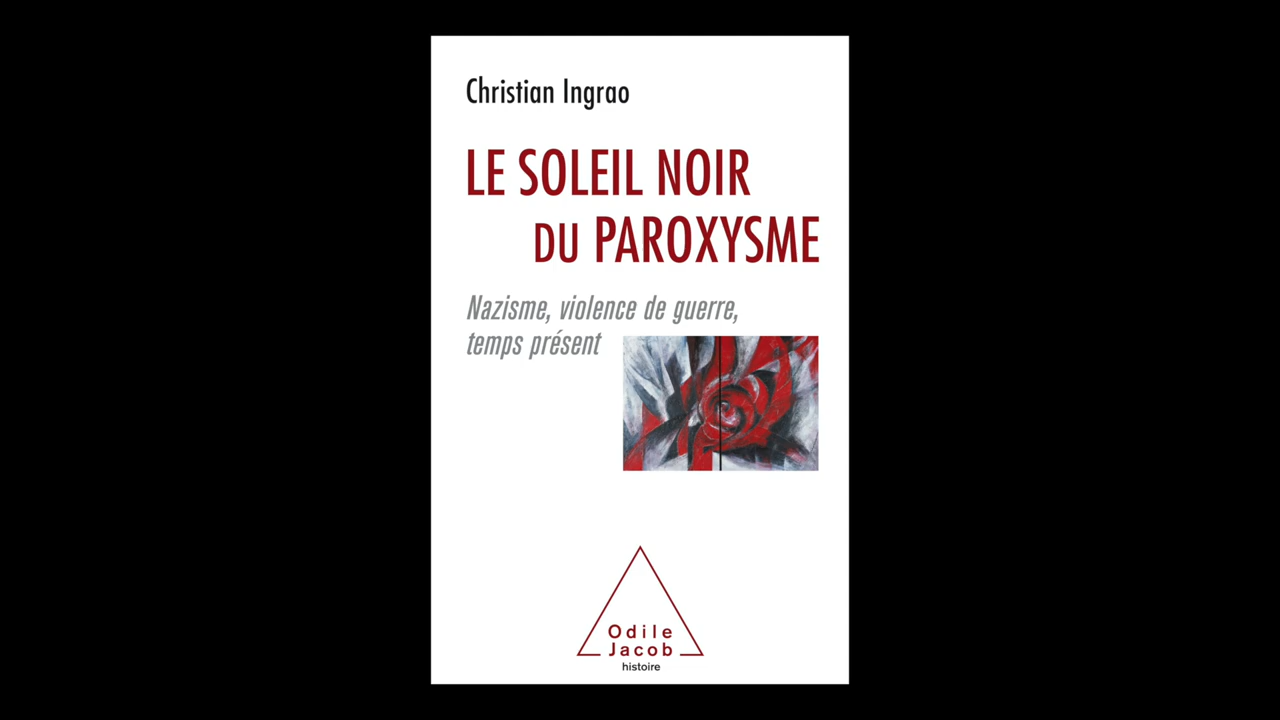 Christian Ingrao
LE SOLEIL NOIR
DU PAROXYSME
Nazisme, violence de guerre,
temps présent
Odile
Jacob
histoire